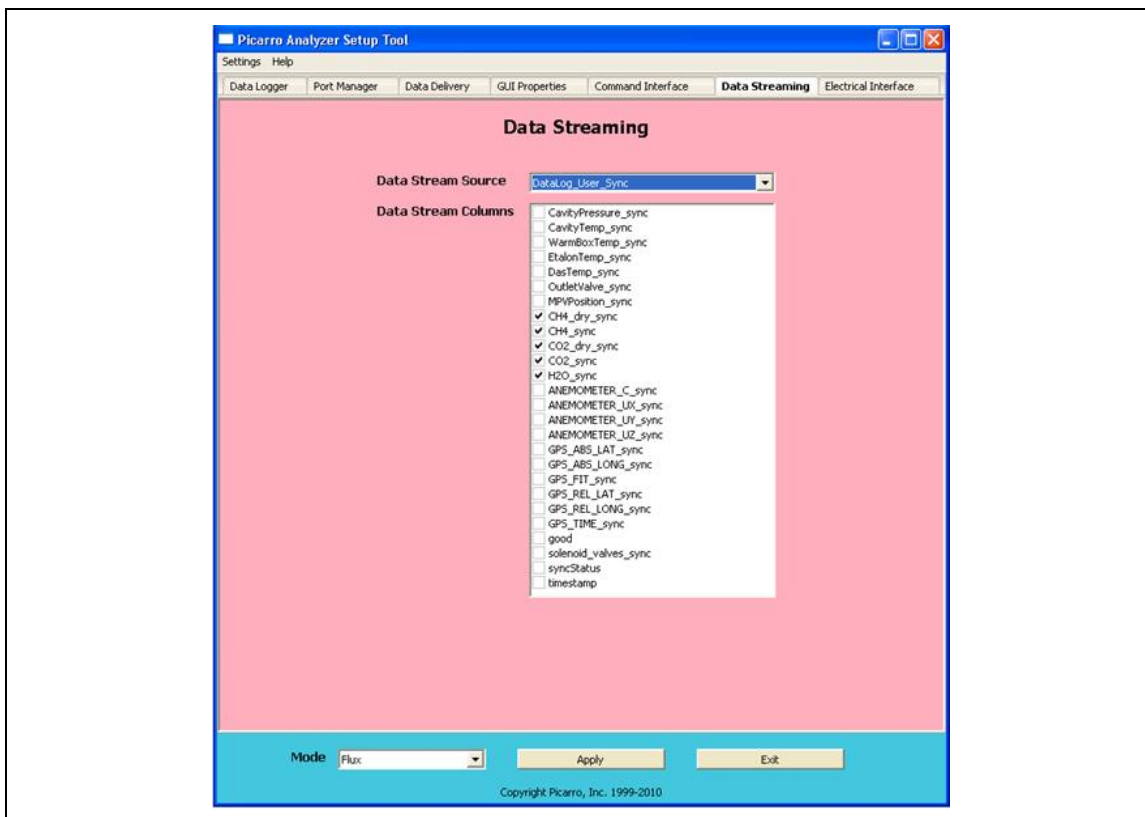 Picarro Analyzer Setup Tool
Settings Help
Data Logger Port Manager Data Delivery GUI Properties Command Interface Data Streaming Electrical Interface
Data Streaming
Data Stream Source DataLog_User_Sync
Data Stream Columns
CavityPressure_sync
CavityTemp_sync
WarmBoxTemp_sync
EtalonTemp_sync
DasTemp_sync
OutletValve_sync
MPVPosition_sync
CH4_dry_sync
CH4_sync
CO2_dry_sync
CO2_sync
H2O_sync
ANEMOMETER_C_sync
ANEMOMETER_UX_sync
ANEMOMETER_UY_sync
ANEMOMETER_UZ_sync
GPS_ABS_LAT_sync
GPS_ABS_LONG_sync
GPS_FIT_sync
GPS_REL_LAT_sync
GPS_REL_LONG_sync
GPS_TIME_sync
good
solenoid_valves_sync
syncStatus
timestamp
Mode Flux Apply Exit
Copyright Picarro, Inc. 1999-2010